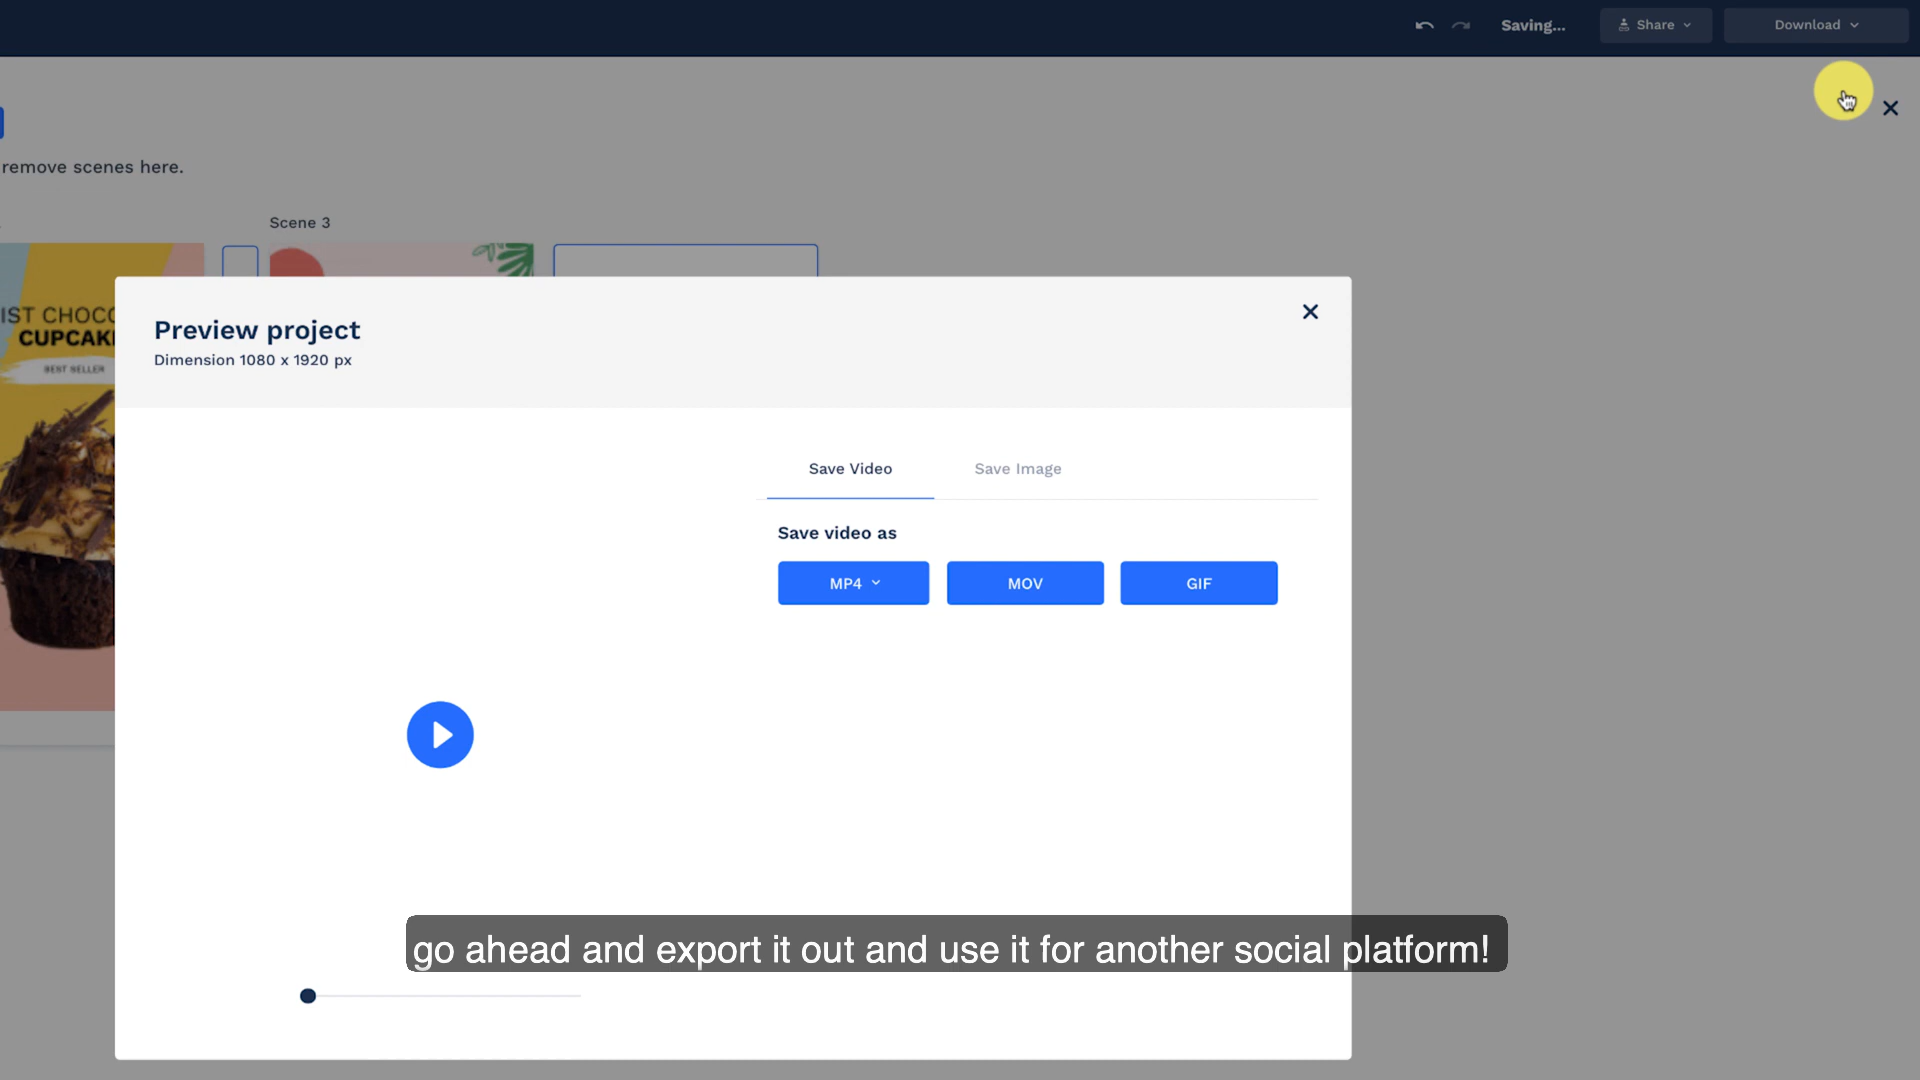 Saving...
Share
Download
remove scenes here.
Scene 3
IST CHOCO
CUPCAK
BEST SELLER
Preview project
Dimension 1080 x 1920 px
Save Video
Save Image
Save video as
MP4
MOV
GIF
go ahead and export it out and use it for another social platform!